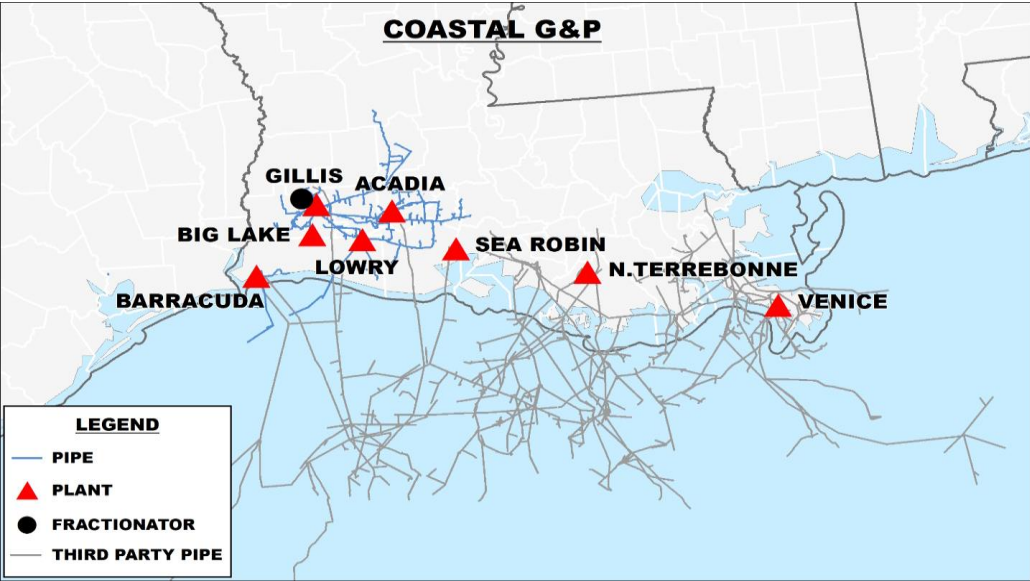 COASTAL G&P
GILLIS
ACADIA
BIG LAKE
SEA ROBIN
LOWRY
N.TERREBONNE
BARRACUDA
VENICE
LEGEND
PIPE
PLANT
FRACTIONATOR
THIRD PARTY PIPE